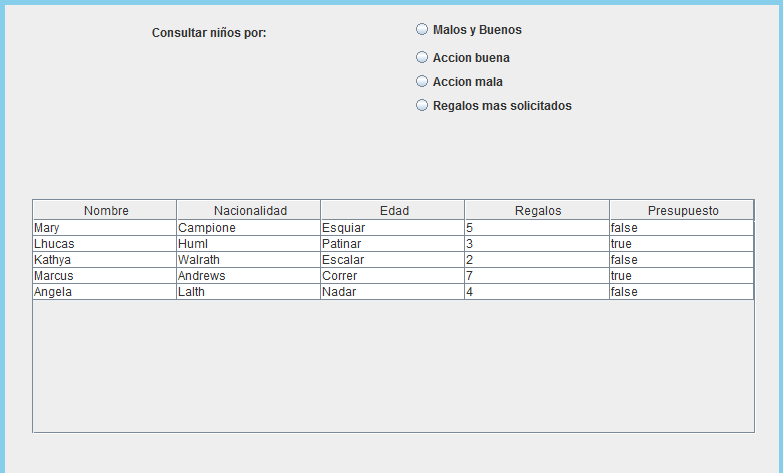 Consultar niños por:
Malos y Buenos
Accion buena
Accion mala
Regalos mas solicitados
Nombre Nacionalidad Edad Regalos Presupuesto
Mary Campione Esquiar 5 false
Lhucas Huml Patinar 3 true
Kathya Walrath Escalar 2 false
Marcus Andrews Correr 7 true
Angela Lalth Nadar 4 false